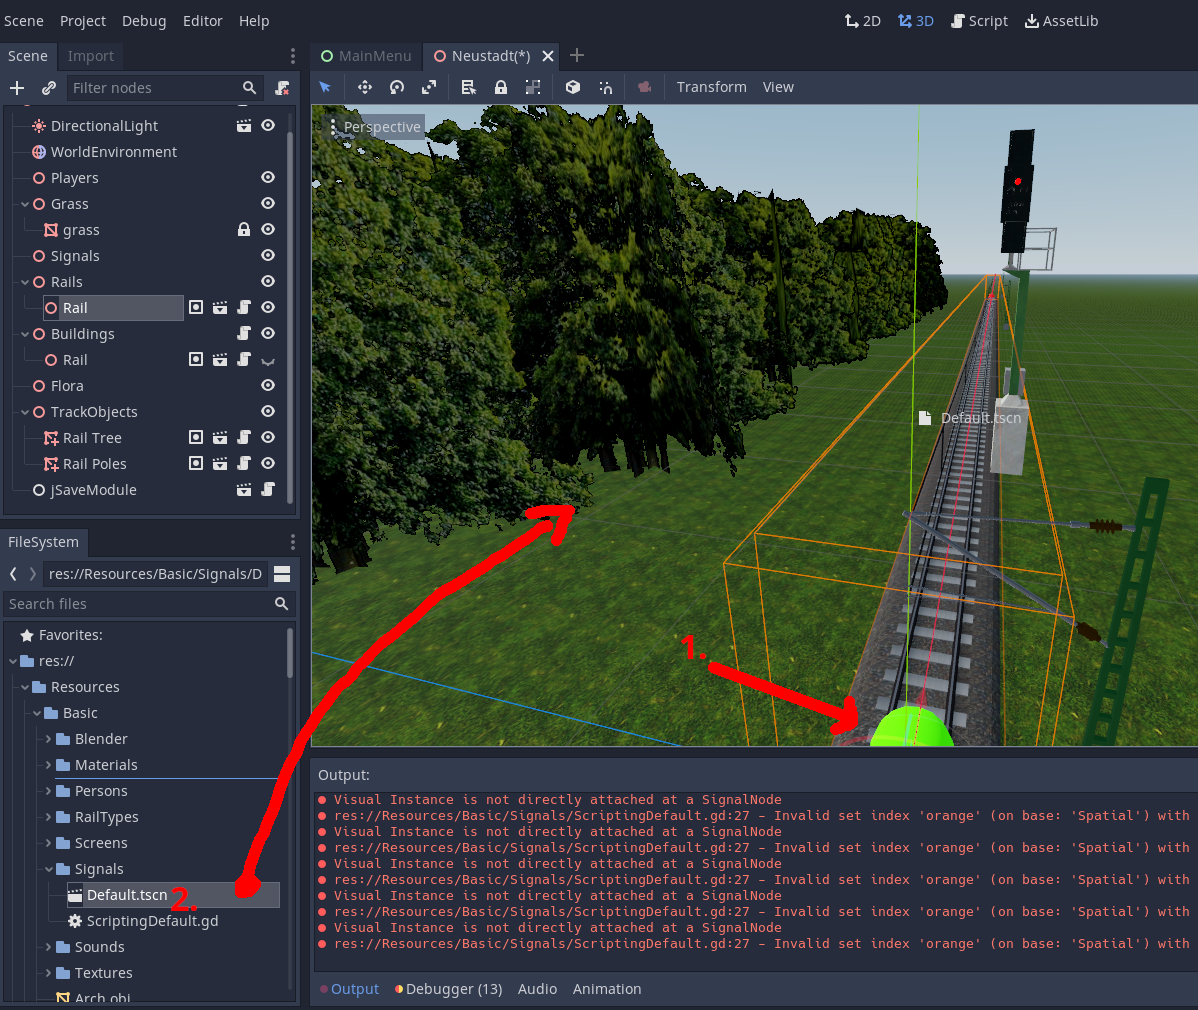 Scene Project Debug Editor Help
2D 3D Script AssetLib
Scene Import
MainMenu Neustadt(*)
Filter nodes
Transform View
Perspective
DirectionalLight
WorldEnvironment
Players
Grass
grass
Signals
Rails
Rail
Buildings
Rail
Flora
TrackObjects
Rail Tree
Rail Poles
jSaveModule
Default.tscn
1.
FileSystem
res://Resources/Basic/Signals/D
Search files
Favorites:
res://
Resources
Basic
Blender
Materials
Persons
RailTypes
Screens
Signals
Default.tscn 2.
ScriptingDefault.gd
Sounds
Textures
Arch.obj
Output:
Visual Instance is not directly attached at a SignalNode
res://Resources/Basic/Signals/ScriptingDefault.gd:27 - Invalid set index 'orange' (on base: 'Spatial') with
Visual Instance is not directly attached at a SignalNode
res://Resources/Basic/Signals/ScriptingDefault.gd:27 - Invalid set index 'orange' (on base: 'Spatial') with
Visual Instance is not directly attached at a SignalNode
res://Resources/Basic/Signals/ScriptingDefault.gd:27 - Invalid set index 'orange' (on base: 'Spatial') with
Visual Instance is not directly attached at a SignalNode
res://Resources/Basic/Signals/ScriptingDefault.gd:27 - Invalid set index 'orange' (on base: 'Spatial') with
Visual Instance is not directly attached at a SignalNode
res://Resources/Basic/Signals/ScriptingDefault.gd:27 - Invalid set index 'orange' (on base: 'Spatial') with
Output Debugger (13) Audio Animation